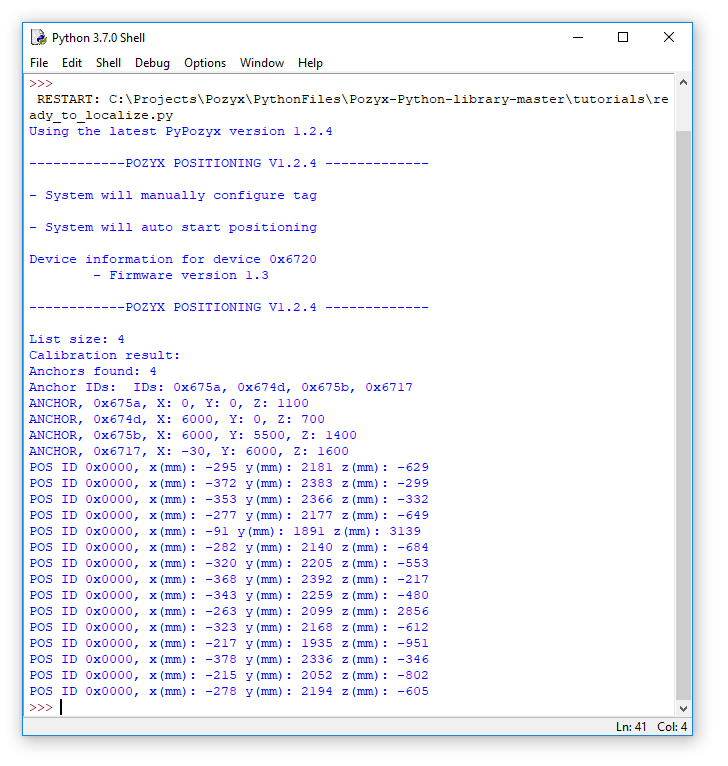 Python 3.7.0 Shell
File Edit Shell Debug Options Window Help
>>>
 RESTART: C:\Projects\Pozyx\PythonFiles\Pozyx-Python-library-master\tutorials\re
ady_to_localize.py
Using the latest PyPozyx version 1.2.4
------------POZYX POSITIONING V1.2.4 -------------
- System will manually configure tag
- System will auto start positioning
Device information for device 0x6720
        - Firmware version 1.3
------------POZYX POSITIONING V1.2.4 -------------
List size: 4
Calibration result:
Anchors found: 4
Anchor IDs:  IDs: 0x675a, 0x674d, 0x675b, 0x6717
ANCHOR, 0x675a, X: 0, Y: 0, Z: 1100
ANCHOR, 0x674d, X: 6000, Y: 0, Z: 700
ANCHOR, 0x675b, X: 6000, Y: 5500, Z: 1400
ANCHOR, 0x6717, X: -30, Y: 6000, Z: 1600
POS ID 0x0000, x(mm): -295 y(mm): 2181 z(mm): -629
POS ID 0x0000, x(mm): -372 y(mm): 2383 z(mm): -299
POS ID 0x0000, x(mm): -353 y(mm): 2366 z(mm): -332
POS ID 0x0000, x(mm): -277 y(mm): 2177 z(mm): -649
POS ID 0x0000, x(mm): -91 y(mm): 1891 z(mm): 3139
POS ID 0x0000, x(mm): -282 y(mm): 2140 z(mm): -684
POS ID 0x0000, x(mm): -320 y(mm): 2205 z(mm): -553
POS ID 0x0000, x(mm): -368 y(mm): 2392 z(mm): -217
POS ID 0x0000, x(mm): -343 y(mm): 2259 z(mm): -480
POS ID 0x0000, x(mm): -263 y(mm): 2099 z(mm): 2856
POS ID 0x0000, x(mm): -323 y(mm): 2168 z(mm): -612
POS ID 0x0000, x(mm): -217 y(mm): 1935 z(mm): -951
POS ID 0x0000, x(mm): -378 y(mm): 2336 z(mm): -346
POS ID 0x0000, x(mm): -215 y(mm): 2052 z(mm): -802
POS ID 0x0000, x(mm): -278 y(mm): 2194 z(mm): -605
>>>
Ln: 41 Col: 4